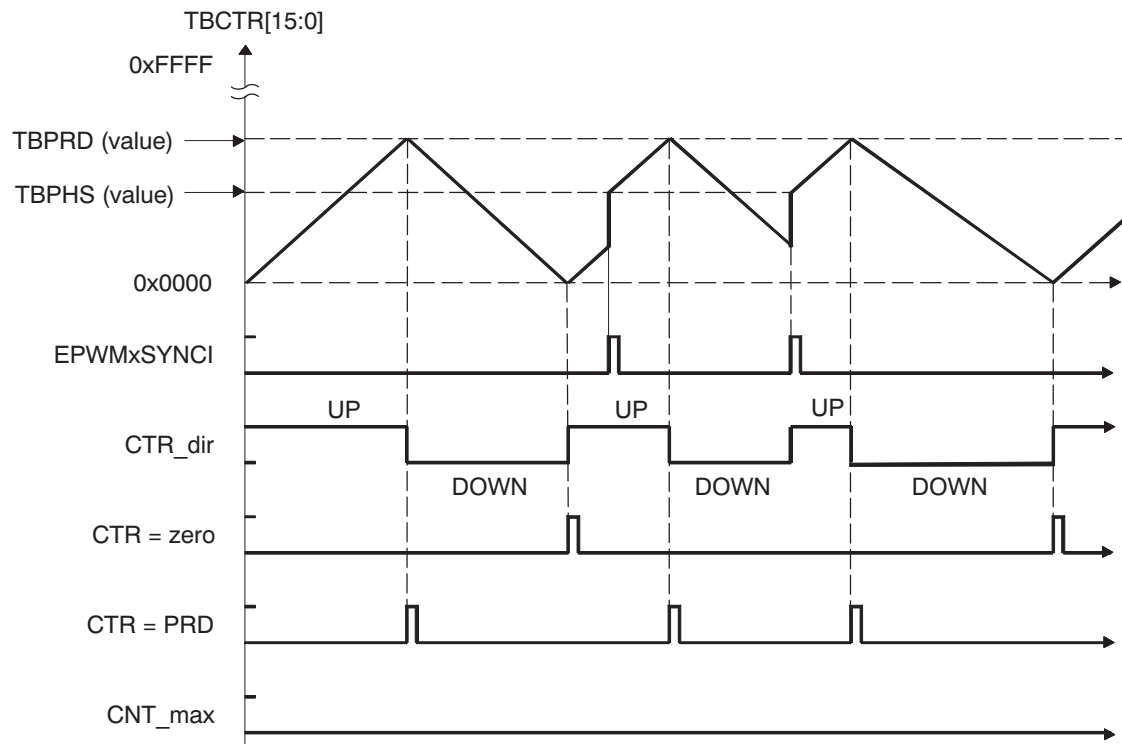 TBCTR[15:0]
0xFFFF
TBPRD (value)
TBPHS (value)
0x0000
EPWMxSYNCI
UP UP UP
CTR_dir
DOWN DOWN DOWN
CTR = zero
CTR = PRD
CNT_max